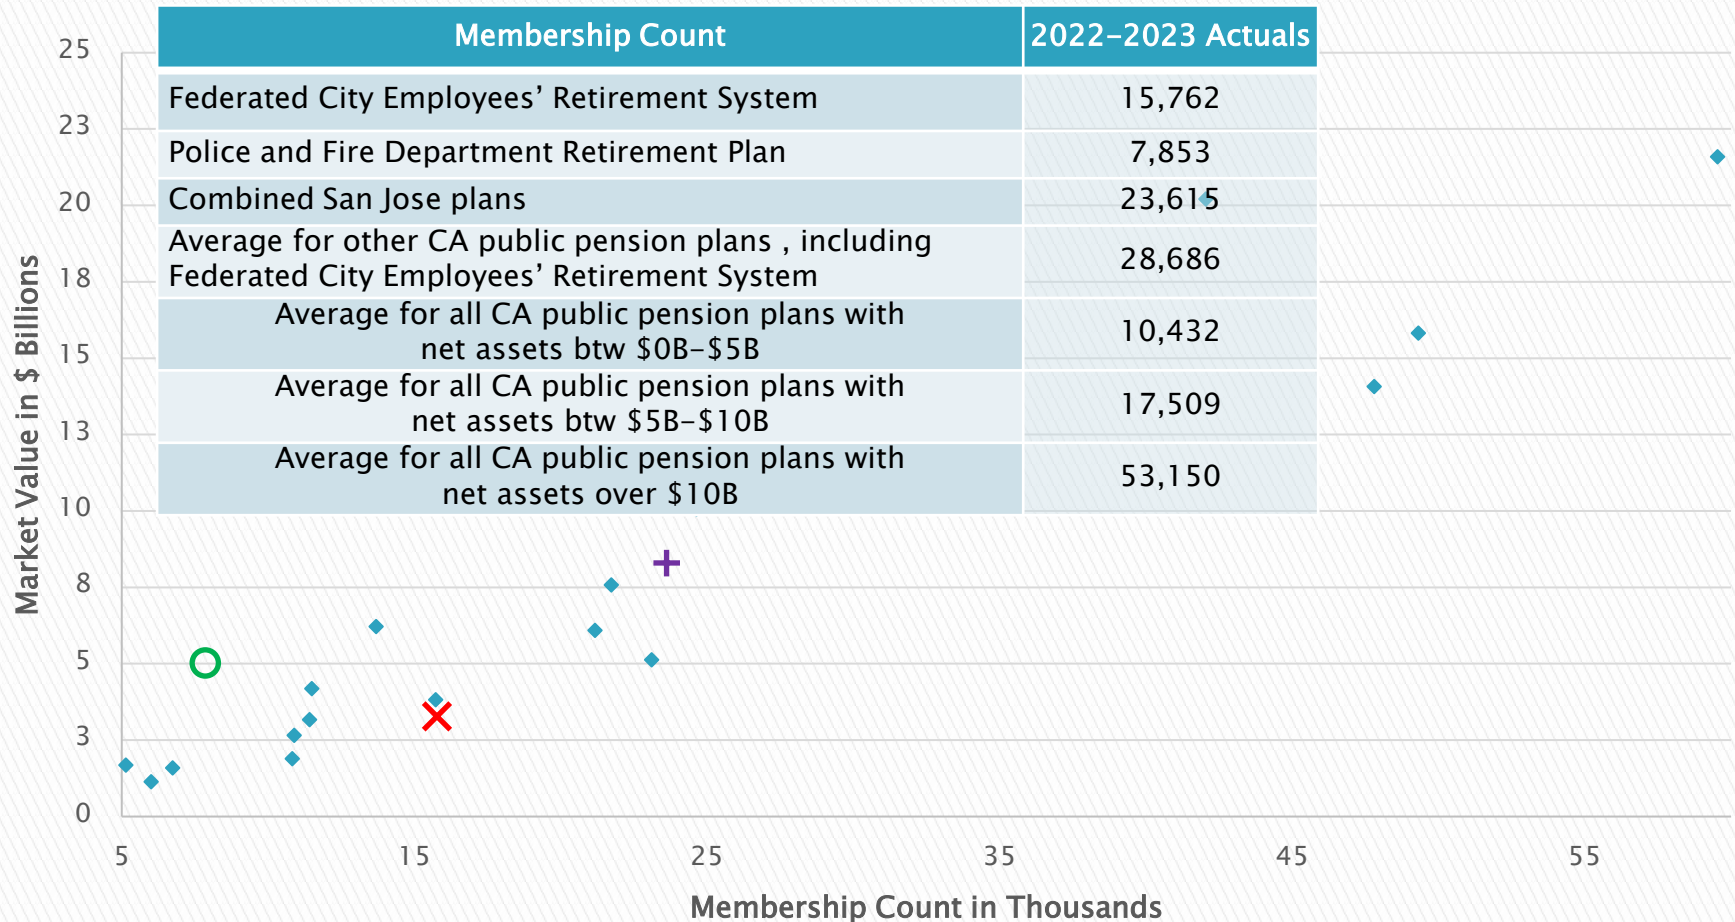 Membership Count 2022-2023 Actuals
Federated City Employees’ Retirement System 15,762
Police and Fire Department Retirement Plan 7,853
Combined San Jose plans 23,615
Average for other CA public pension plans , including
Federated City Employees’ Retirement System 28,686
Average for all CA public pension plans with
net assets btw $0B-$5B 10,432
Average for all CA public pension plans with
net assets btw $5B-$10B 17,509
Average for all CA public pension plans with
net assets over $10B 53,150
Market Value in $ Billions
25
23
20
18
15
13
10
8
5
3
0
5 15 25 35 45 55
Membership Count in Thousands